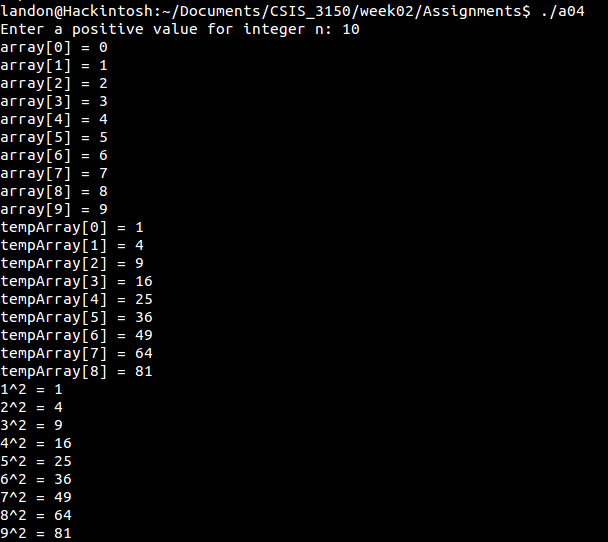 landon@Hackintosh:~/Documents/CSIS_3150/week02/Assignments$ ./a04
Enter a positive value for integer n: 10
array[0] = 0
array[1] = 1
array[2] = 2
array[3] = 3
array[4] = 4
array[5] = 5
array[6] = 6
array[7] = 7
array[8] = 8
array[9] = 9
tempArray[0] = 1
tempArray[1] = 4
tempArray[2] = 9
tempArray[3] = 16
tempArray[4] = 25
tempArray[5] = 36
tempArray[6] = 49
tempArray[7] = 64
tempArray[8] = 81
1^2 = 1
2^2 = 4
3^2 = 9
4^2 = 16
5^2 = 25
6^2 = 36
7^2 = 49
8^2 = 64
9^2 = 81